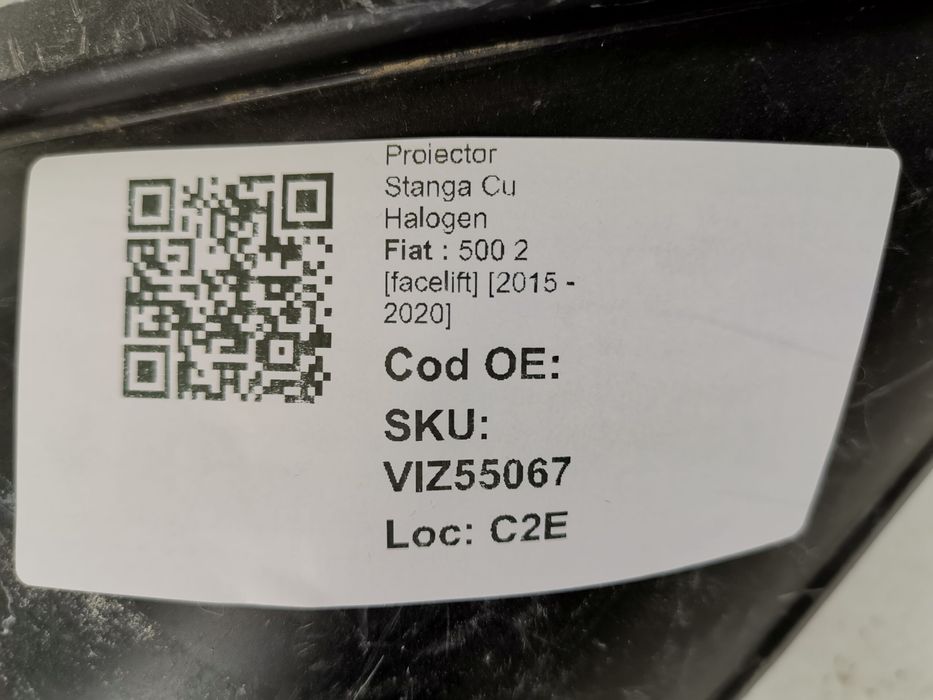 Proiector
Stanga Cu
Halogen
Fiat : 500 2
[facelift] [2015 -
2020]
Cod OE:
SKU:
VIZ55067
Loc: C2E